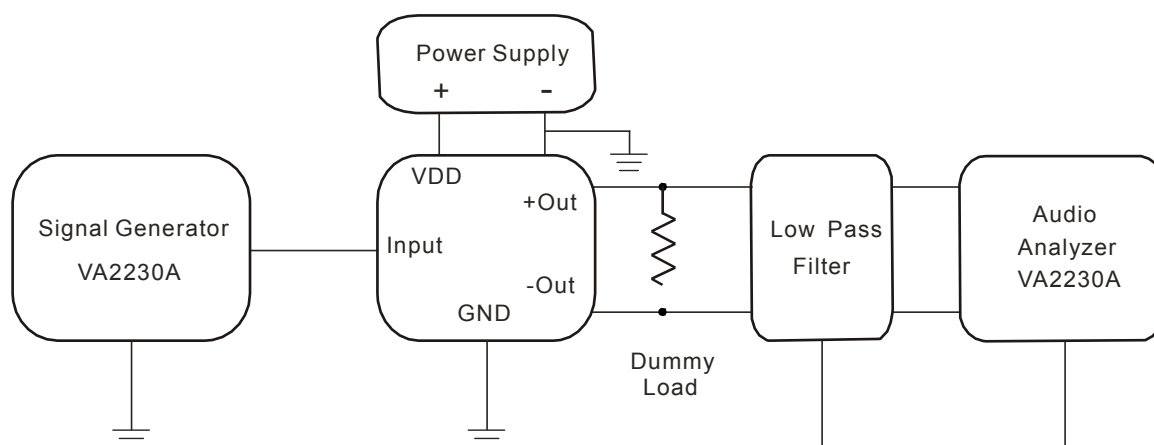 Power Supply
+ -
VDD
+Out
Input
-Out
GND
Signal Generator
VA2230A
Dummy
Load
Low Pass
Filter
Audio
Analyzer
VA2230A